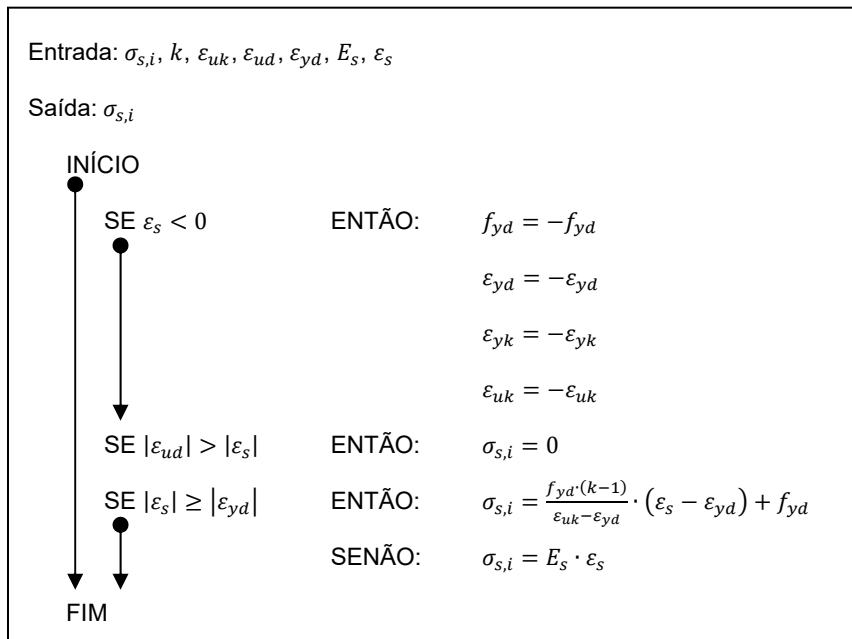 Entrada: σ_{s,i}, k, ε_{uk}, ε_{ud}, ε_{yd}, E_s, ε_s
Saída: σ_{s,i}
INÍCIO
SE ε_s < 0 ENTÃO: f_{yd} = −f_{yd}
ε_{yd} = −ε_{yd}
ε_{yk} = −ε_{yk}
ε_{uk} = −ε_{uk}
SE |ε_{ud}| > |ε_s| ENTÃO: σ_{s,i} = 0
SE |ε_s| ≥ |ε_{yd}| ENTÃO: σ_{s,i} = \frac{f_{yd}·(k−1)}{ε_{uk}−ε_{yd}} · (ε_s − ε_{yd}) + f_{yd}
SENÃO: σ_{s,i} = E_s · ε_s
FIM